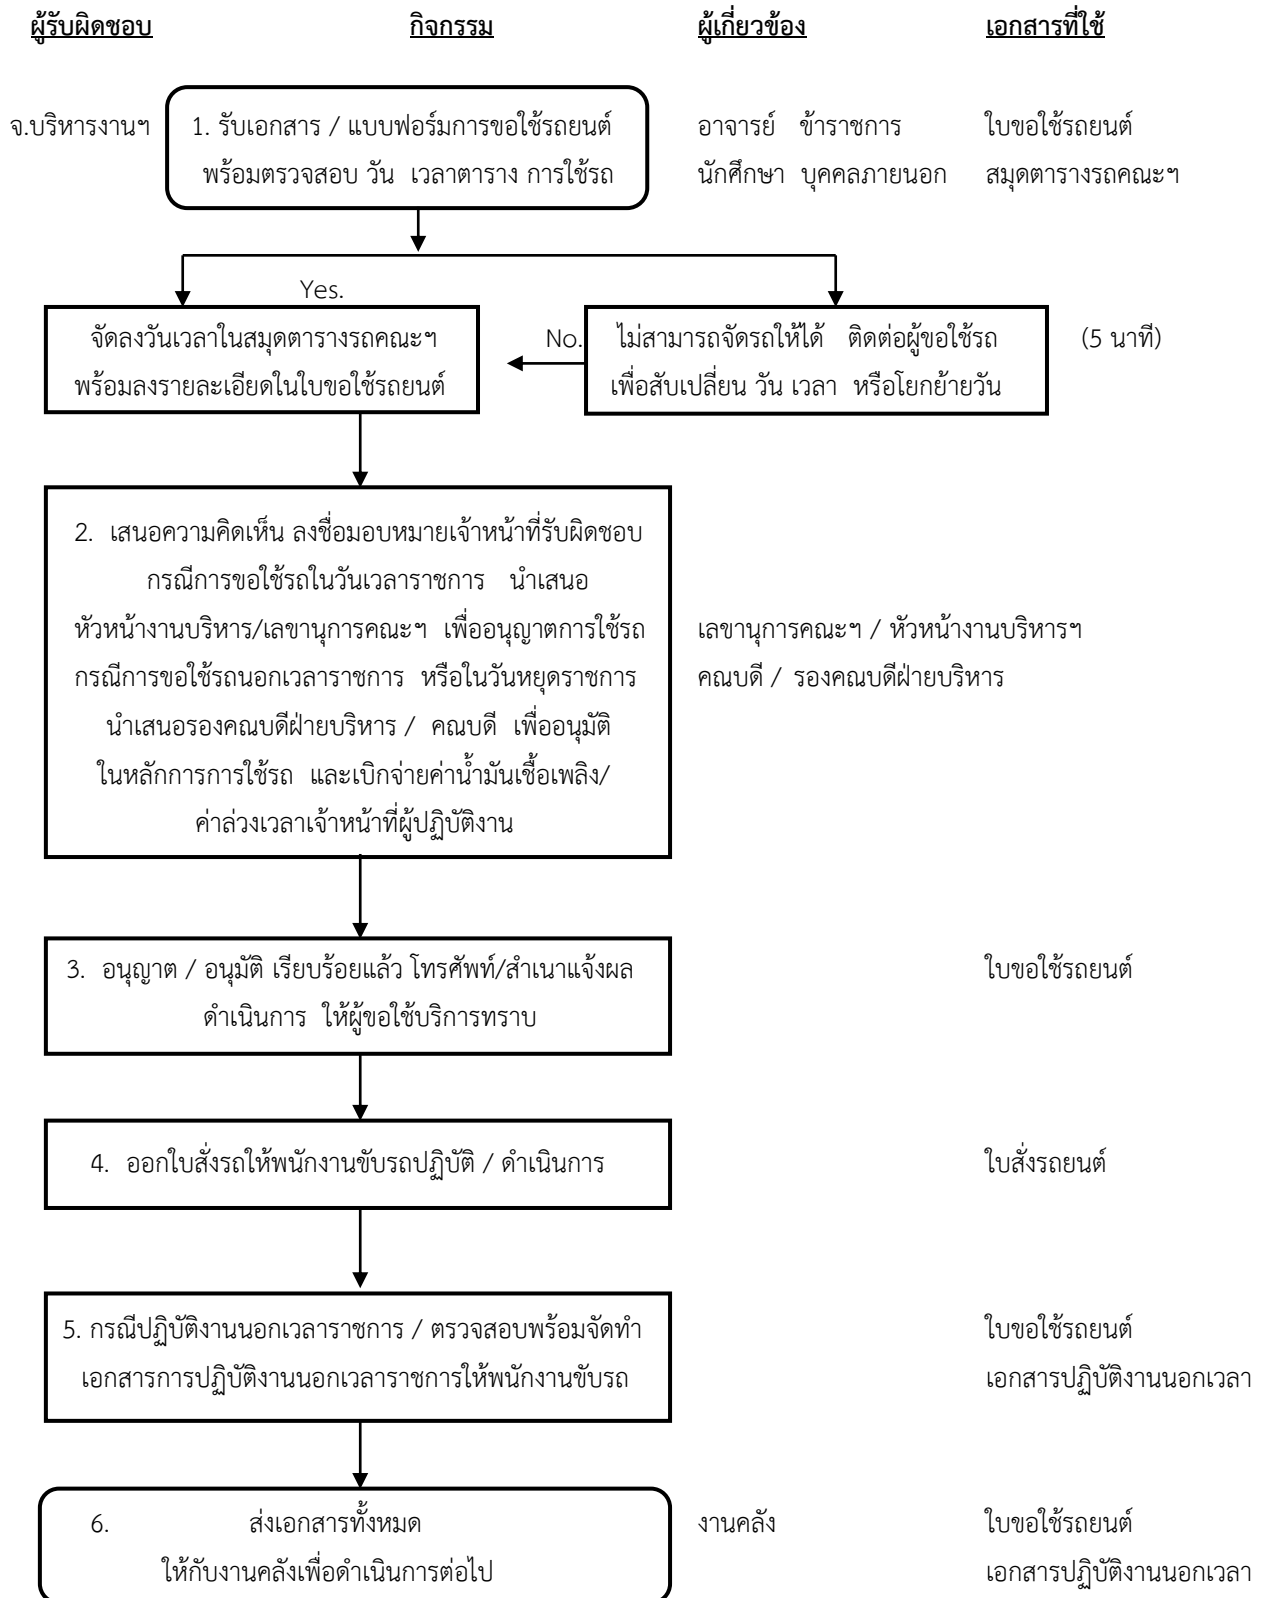 ผู้รับผิดชอบ กิจกรรม ผู้เกี่ยวข้อง เอกสารที่ใช้
จ.บริหารงานฯ 1. รับเอกสาร / แบบฟอร์มการขอใช้รถยนต์ อาจารย์ ข้าราชการ ใบขอใช้รถยนต์
พร้อมตรวจสอบ วัน เวลาตาราง การใช้รถ นักศึกษา บุคคลภายนอก สมุดตารางรถคณะฯ
Yes.
จัดลงวันเวลาในสมุดตารางรถคณะฯ No. ไม่สามารถจัดรถให้ได้ ติดต่อผู้ขอใช้รถ (5 นาที)
พร้อมลงรายละเอียดในใบขอใช้รถยนต์ เพื่อสับเปลี่ยน วัน เวลา หรือโยกย้ายวัน
2. เสนอความคิดเห็น ลงชื่อมอบหมายเจ้าหน้าที่รับผิดชอบ
กรณีการขอใช้รถในวันเวลาราชการ นำเสนอ
หัวหน้างานบริหาร/เลขานุการคณะฯ เพื่ออนุญาตการใช้รถ เลขานุการคณะฯ / หัวหน้างานบริหารฯ
กรณีการขอใช้รถนอกเวลาราชการ หรือในวันหยุดราชการ คณบดี / รองคณบดีฝ่ายบริหาร
นำเสนอรองคณบดีฝ่ายบริหาร / คณบดี เพื่ออนุมัติ
ในหลักการการใช้รถ และเบิกจ่ายค่าน้ำมันเชื้อเพลิง/
ค่าล่วงเวลาเจ้าหน้าที่ผู้ปฏิบัติงาน
3. อนุญาต / อนุมัติ เรียบร้อยแล้ว โทรศัพท์/สำเนาแจ้งผล ใบขอใช้รถยนต์
ดำเนินการ ให้ผู้ขอใช้บริการทราบ
4. ออกใบสั่งรถให้พนักงานขับรถปฏิบัติ / ดำเนินการ ใบสั่งรถยนต์
5. กรณีปฏิบัติงานนอกเวลาราชการ / ตรวจสอบพร้อมจัดทำ ใบขอใช้รถยนต์
เอกสารการปฏิบัติงานนอกเวลาราชการให้พนักงานขับรถ เอกสารปฏิบัติงานนอกเวลา
6. ส่งเอกสารทั้งหมด งานคลัง ใบขอใช้รถยนต์
ให้กับงานคลังเพื่อดำเนินการต่อไป เอกสารปฏิบัติงานนอกเวลา